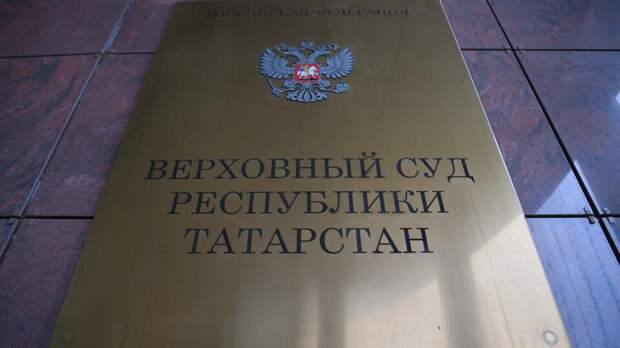 РОССИЙСКАЯ ФЕДЕРАЦИЯ
ВЕРХОВНЫЙ СУД
РЕСПУБЛИКИ
ТАТАРСТАН